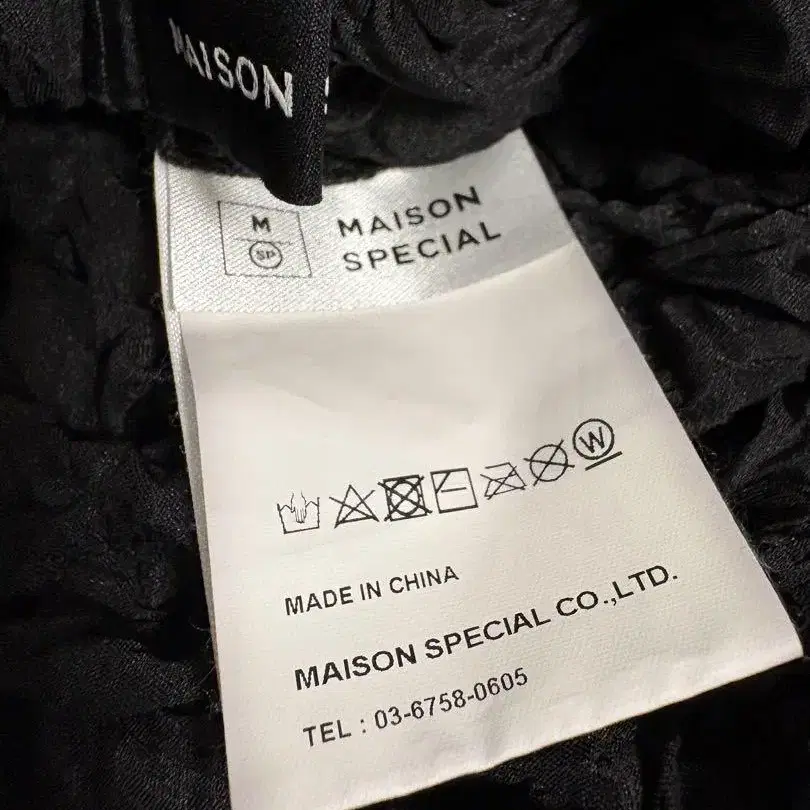 MAISON
M
SP
MAISON
SPECIAL
W
MADE IN CHINA
MAISON SPECIAL CO.,LTD.
TEL : 03-6758-0605